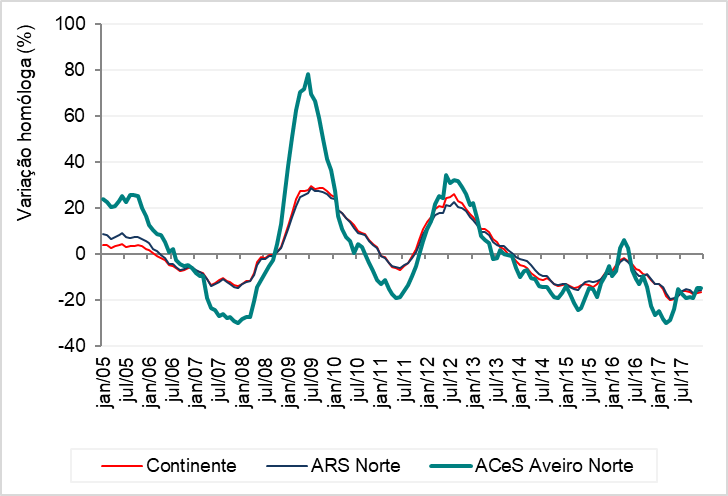 Variação homóloga (%)
100
80
60
40
20
0
-20
-40
jan/05
jul/05
jan/06
jul/06
jan/07
jul/07
jan/08
jul/08
jan/09
jul/09
jan/10
jul/10
jan/11
jul/11
jan/12
jul/12
jan/13
jul/13
jan/14
jul/14
jan/15
jul/15
jan/16
jul/16
jan/17
jul/17
Continente
ARS Norte
ACeS Aveiro Norte